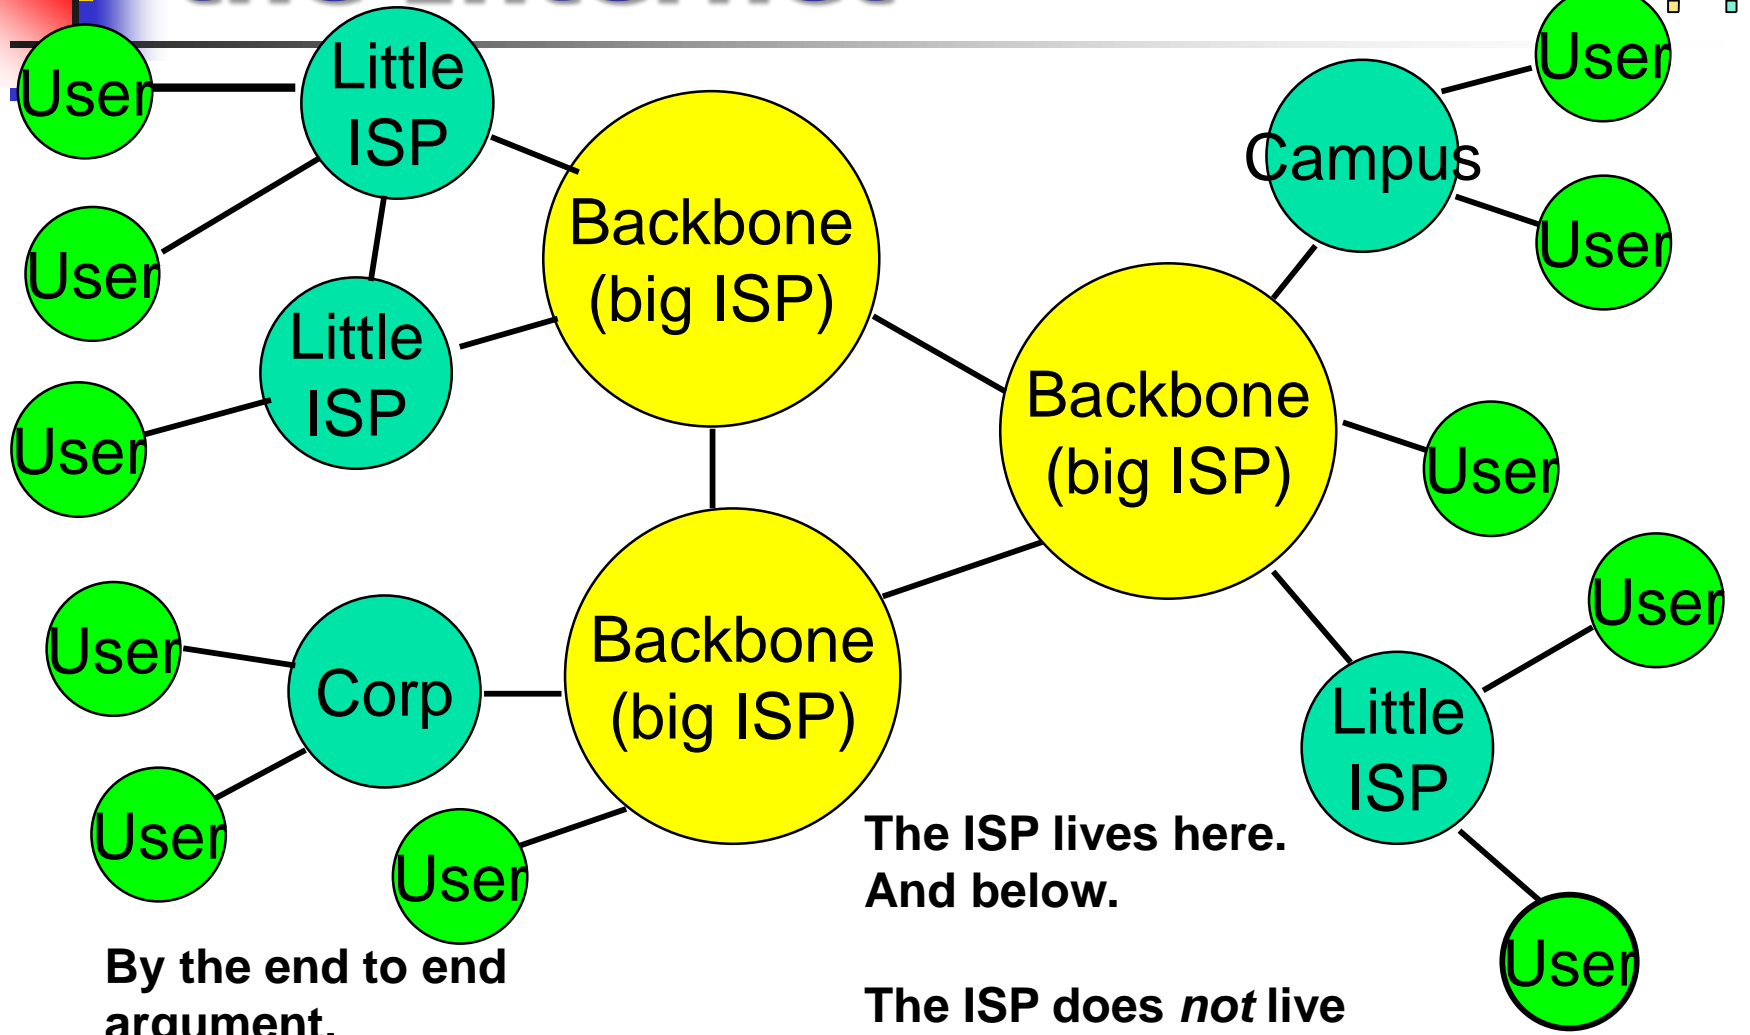 the Internet
User
Little
ISP
User
Campus
User
Backbone
(big ISP)
User
Little
ISP
Backbone
(big ISP)
User
User
User
Backbone
(big ISP)
User
Corp
Little
ISP
User
User
User
The ISP lives here.
And below.
By the end to end
argument.
The ISP does not live